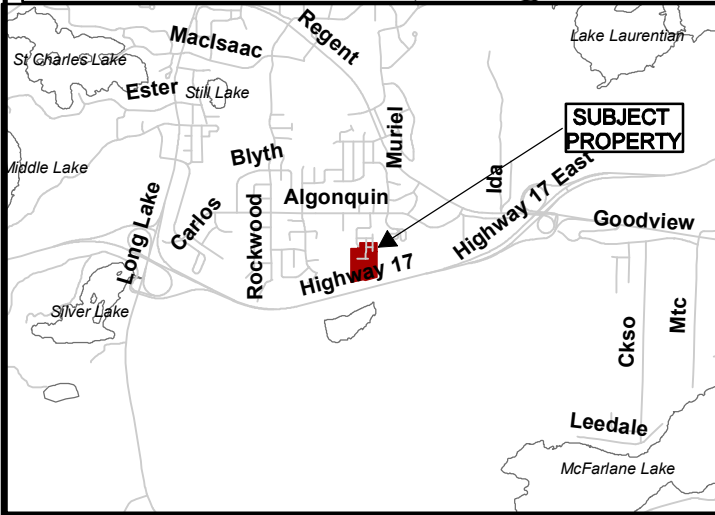 Regent
MacIsaac
Lake Laurentian
St Charles Lake
Ester
Still Lake
SUBJECT
PROPERTY
Muriel
Blyth
Middle Lake
Ida
Algonquin
Long Lake
Carlos
Rockwood
Highway 17 East
Goodview
Highway 17
Silver Lake
Ckso
Mtc
Leedale
McFarlane Lake